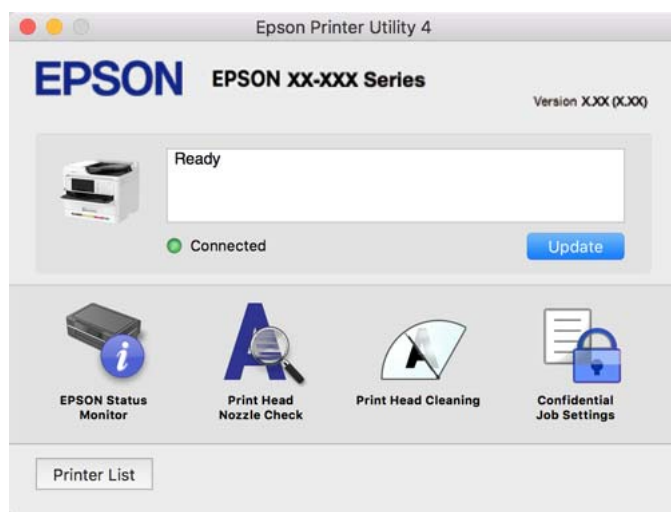 Epson Printer Utility 4
EPSON
EPSON XX-XXX Series
Version X.XX (X.XX)
Ready
Connected
Update
EPSON Status
Monitor
Print Head
Nozzle Check
Print Head Cleaning
Confidential
Job Settings
Printer List